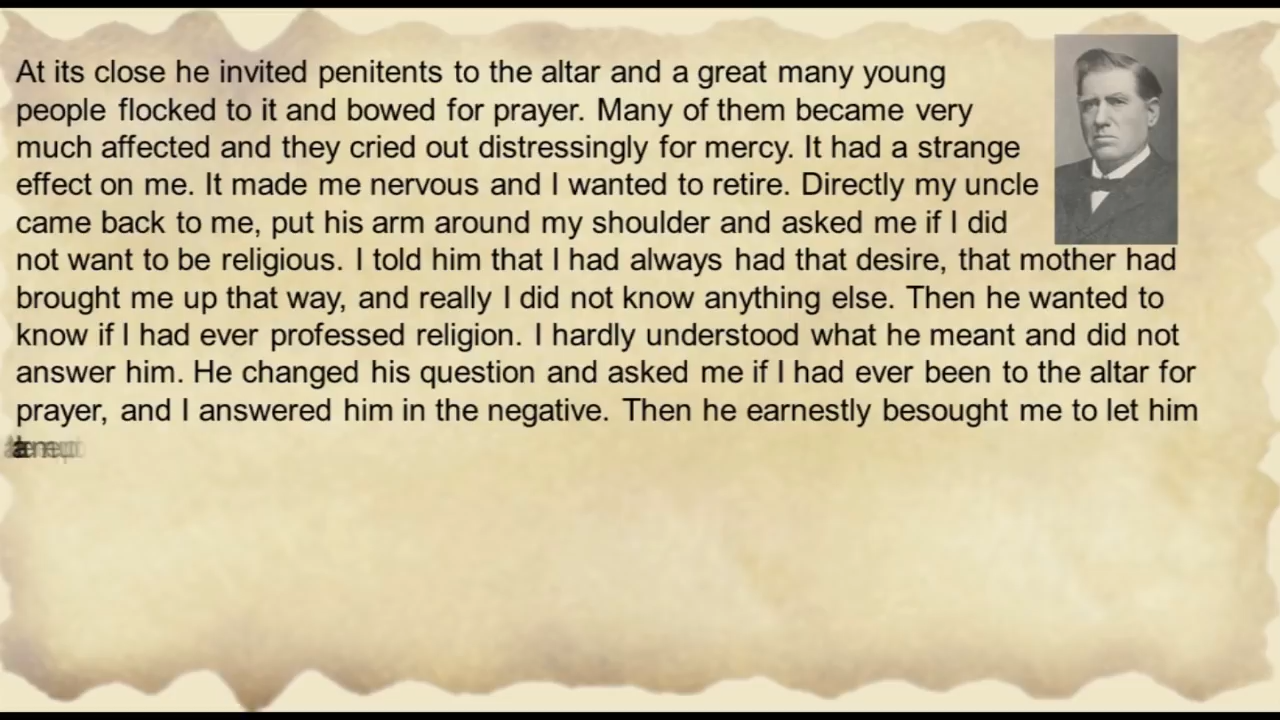 At its close he invited penitents to the altar and a great many young
people flocked to it and bowed for prayer. Many of them became very
much affected and they cried out distressingly for mercy. It had a strange
effect on me. It made me nervous and I wanted to retire. Directly my uncle
came back to me, put his arm around my shoulder and asked me if I did
not want to be religious. I told him that I had always had that desire, that mother had
brought me up that way, and really I did not know anything else. Then he wanted to
know if I had ever professed religion. I hardly understood what he meant and did not
answer him. He changed his question and asked me if I had ever been to the altar for
prayer, and I answered him in the negative. Then he earnestly besought me to let him